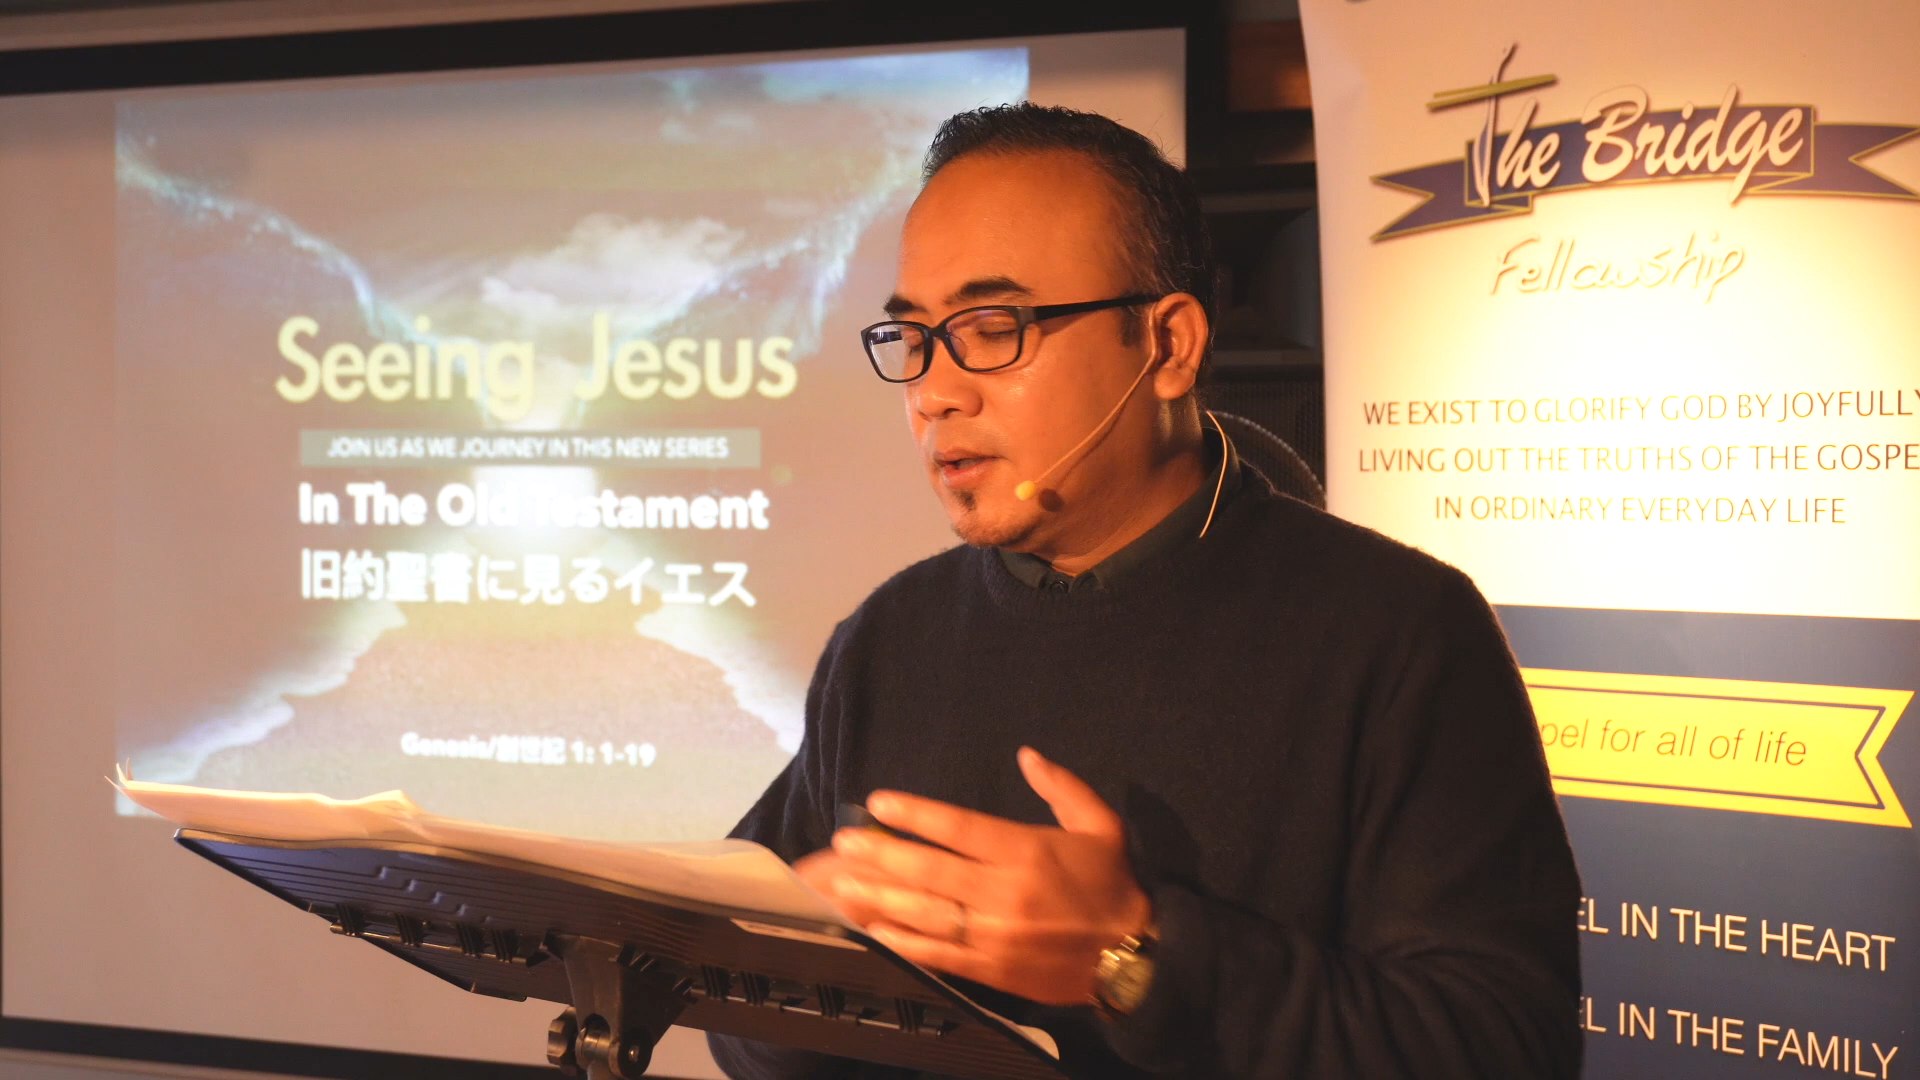 Seeing Jesus
JOIN US AS WE JOURNEY IN THIS NEW SERIES
In The Old Testament
旧約聖書に見るイエス
Genesis/創世記 1: 1-19
The Bridge
Fellowship
WE EXIST TO GLORIFY GOD BY JOYFULLY
LIVING OUT THE TRUTHS OF THE GOSPE
IN ORDINARY EVERYDAY LIFE
pel for all of life
EL IN THE HEART
EL IN THE FAMILY